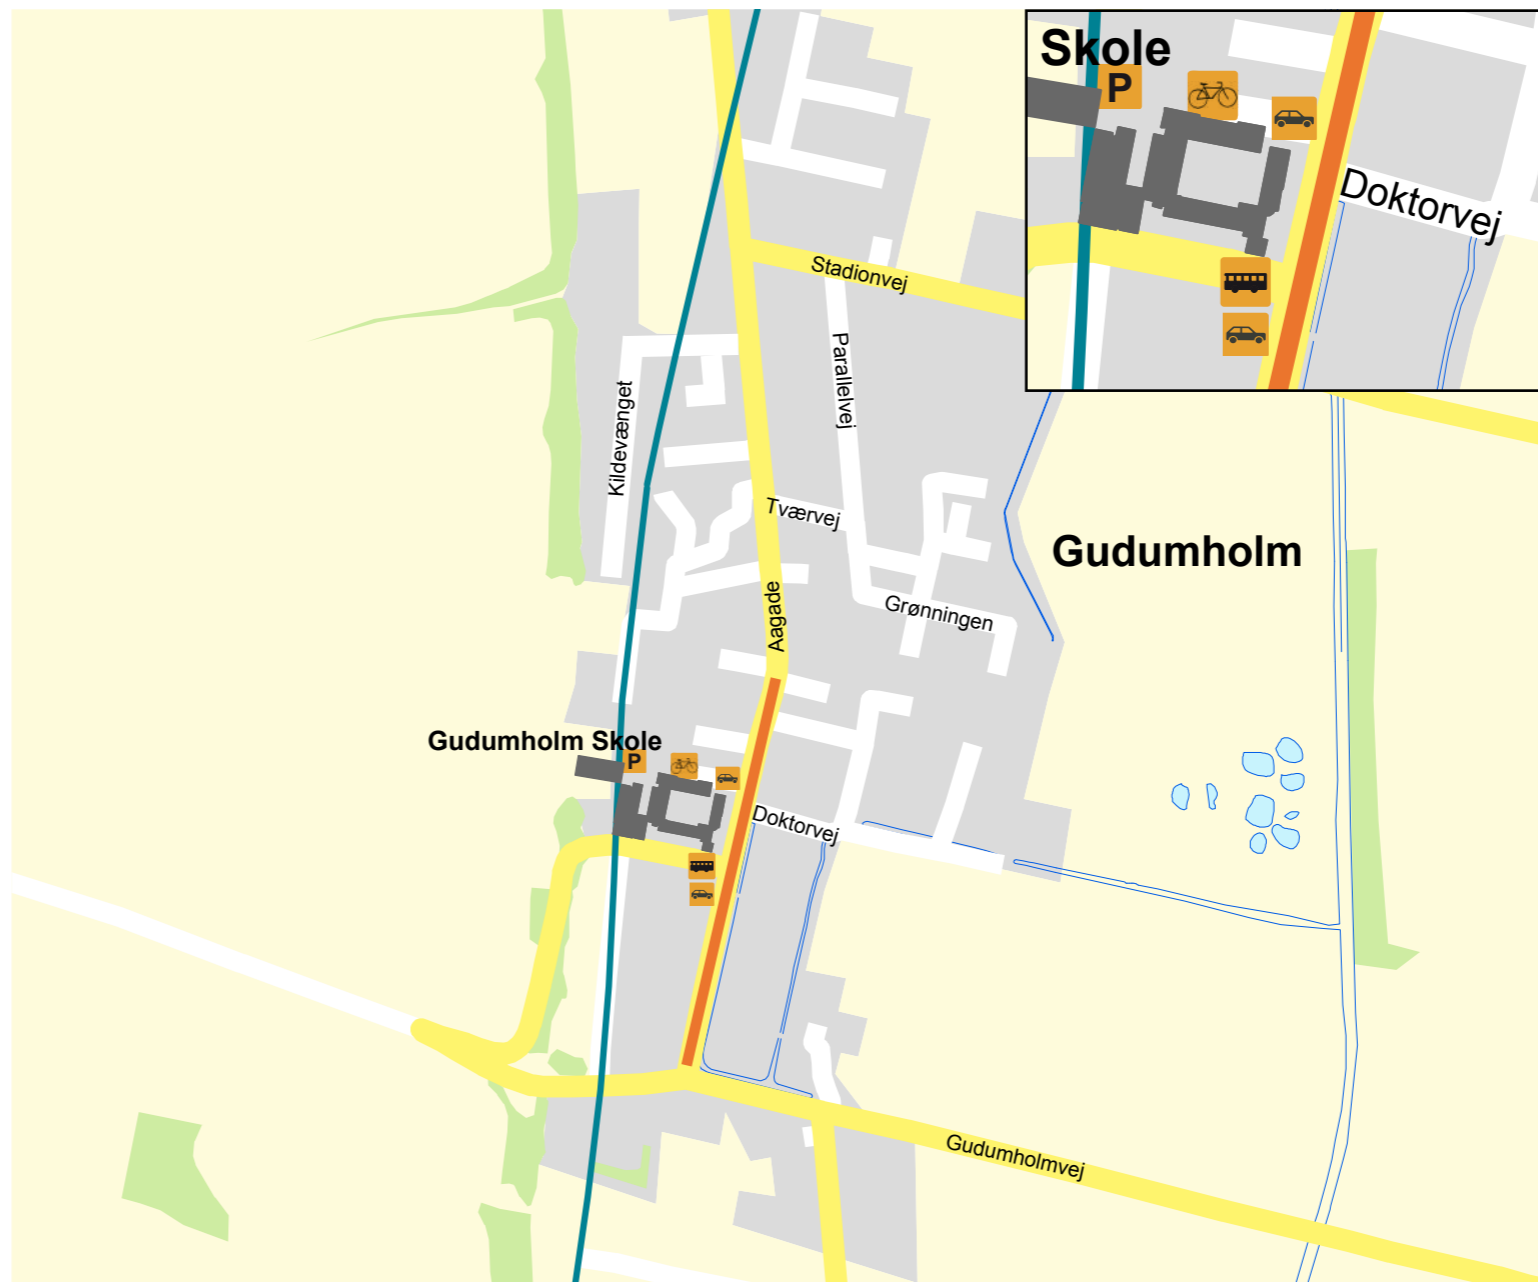 Skole
P
Doktorvej
Stadionvej
Parallelvej
Kildevænget
Tværvej
Gudumholm
Aagade
Grønningen
Gudumholm Skole
P
Doktorvej
Gudumholmvej